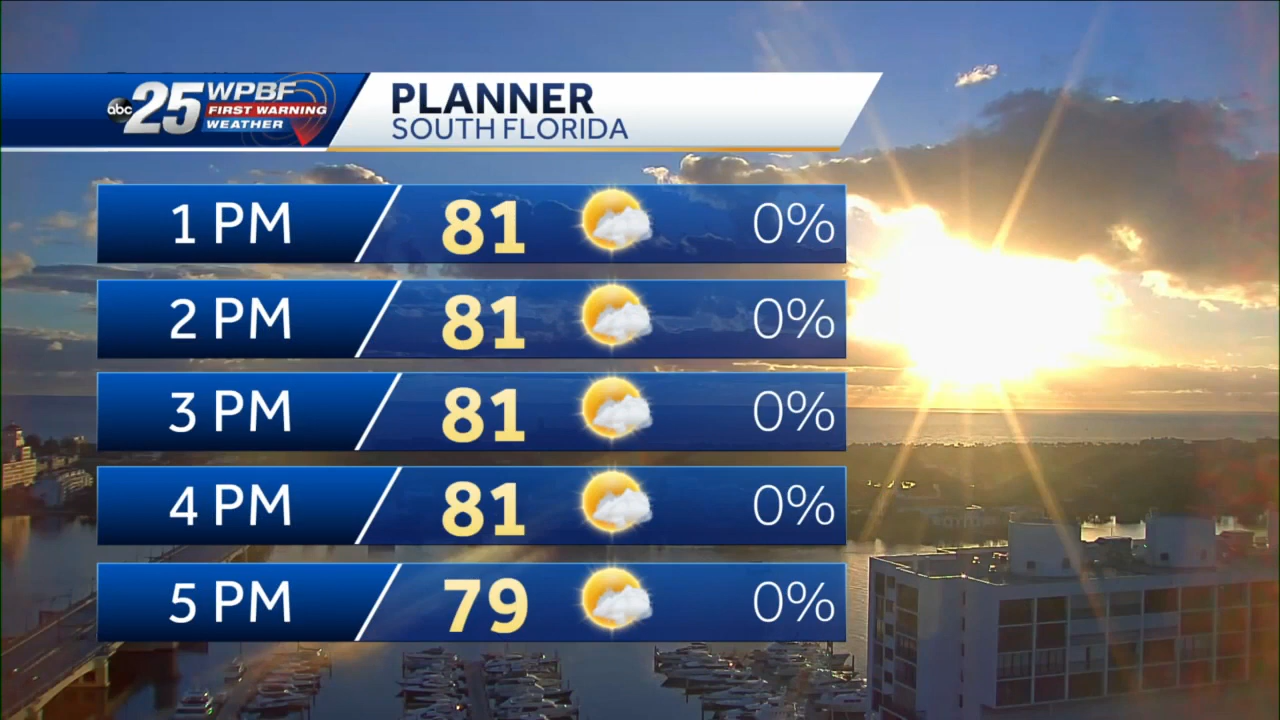 abc 25 WPBF
FIRST WARNING
WEATHER
PLANNER
SOUTH FLORIDA
1 PM 81 0%
2 PM 81 0%
3 PM 81 0%
4 PM 81 0%
5 PM 79 0%